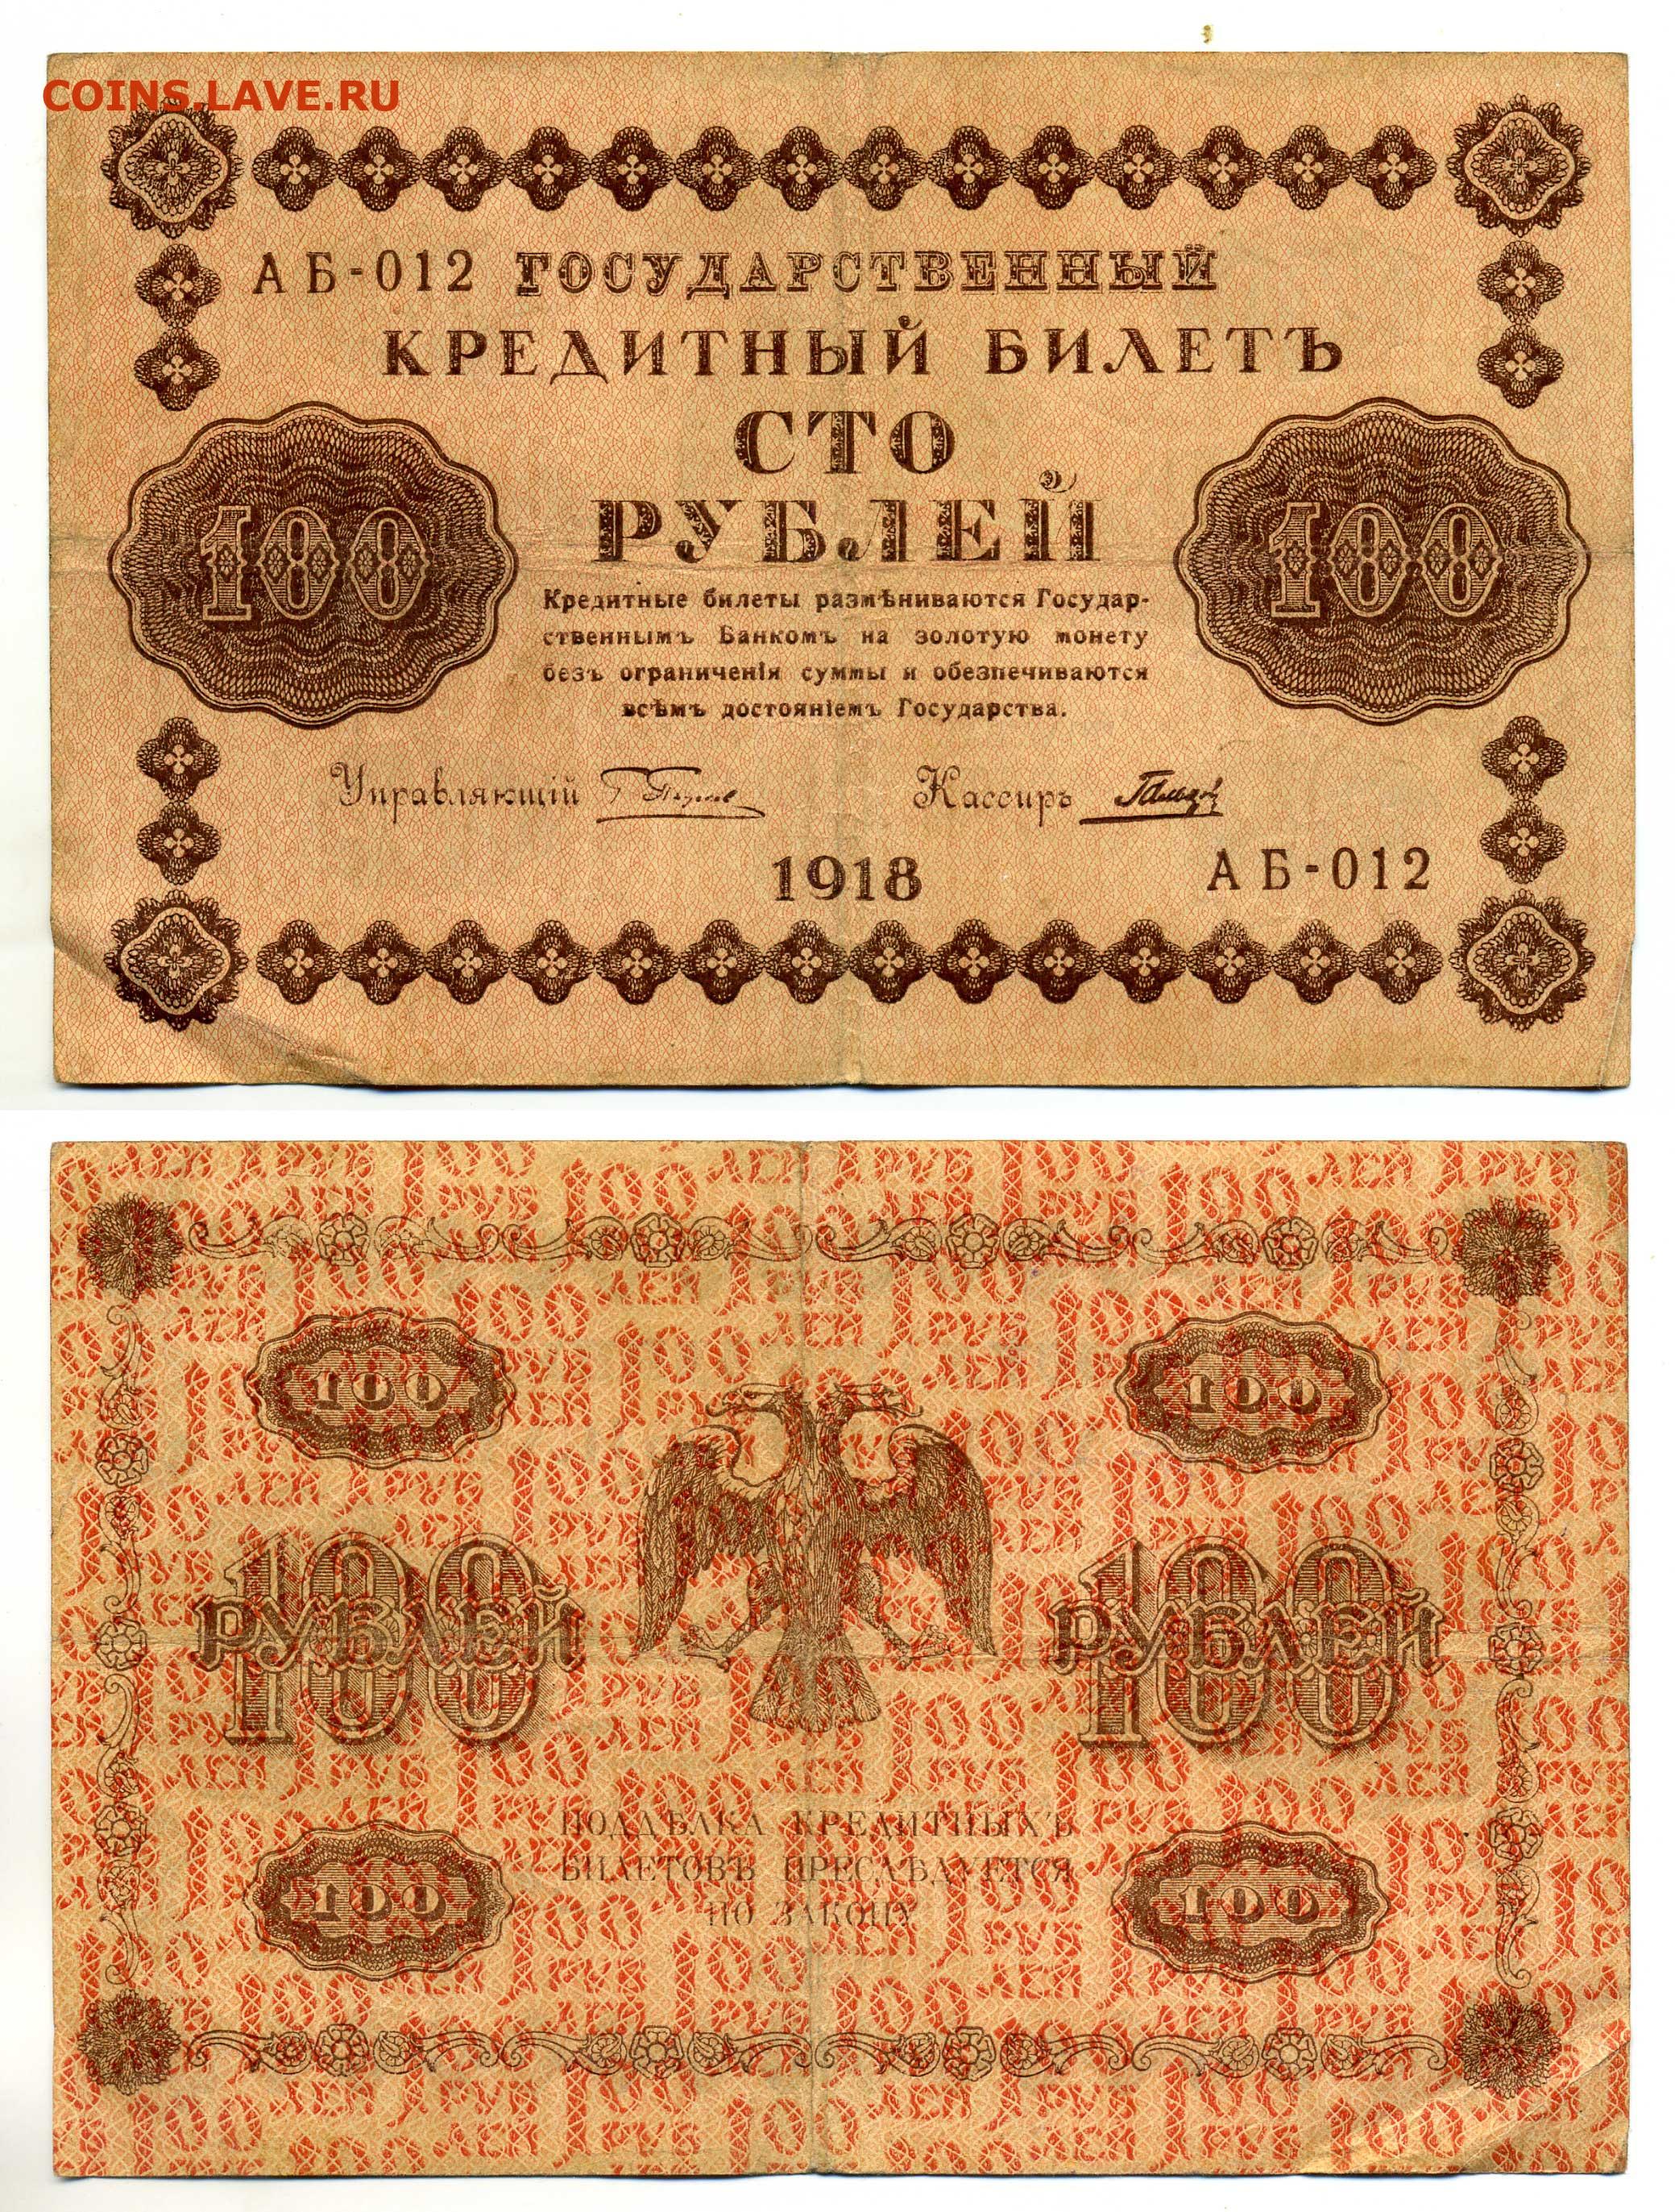 COINS.LAVE.RU
АБ-012 ГОСУДАРСТВЕННЫЙ
КРЕДИТНЫЙ БИЛЕТЪ
СТО
РУБЛЕЙ
100 100
Кредитные билеты размѣниваются Государ-
ственнымъ Банкомъ на золотую монету
безъ ограниченія суммы и обезпечиваются
всѣмъ достояніемъ Государства.
Управляющій Кассиръ
1918 АБ-012
100 100
100 100
РУБЛЕЙ РУБЛЕЙ
100 100
ПОДДѢЛКА КРЕДИТНЫХЪ
БИЛЕТОВЪ ПРЕСЛѢДУЕТСЯ
ПО ЗАКОНУ
100 100